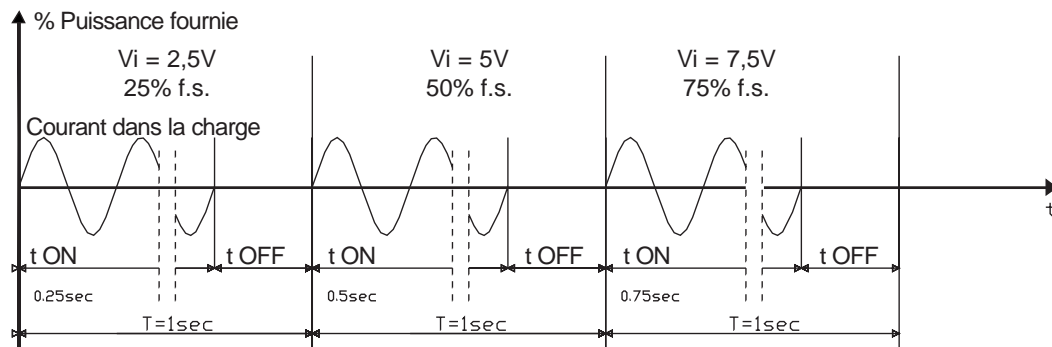 % Puissance fournie
Vi = 2,5V
25% f.s.
Vi = 5V
50% f.s.
Vi = 7,5V
75% f.s.
Courant dans la charge
t
t ON
t OFF
t ON
t OFF
t ON
t OFF
0.25sec
0.5sec
0.75sec
T=1sec
T=1sec
T=1sec